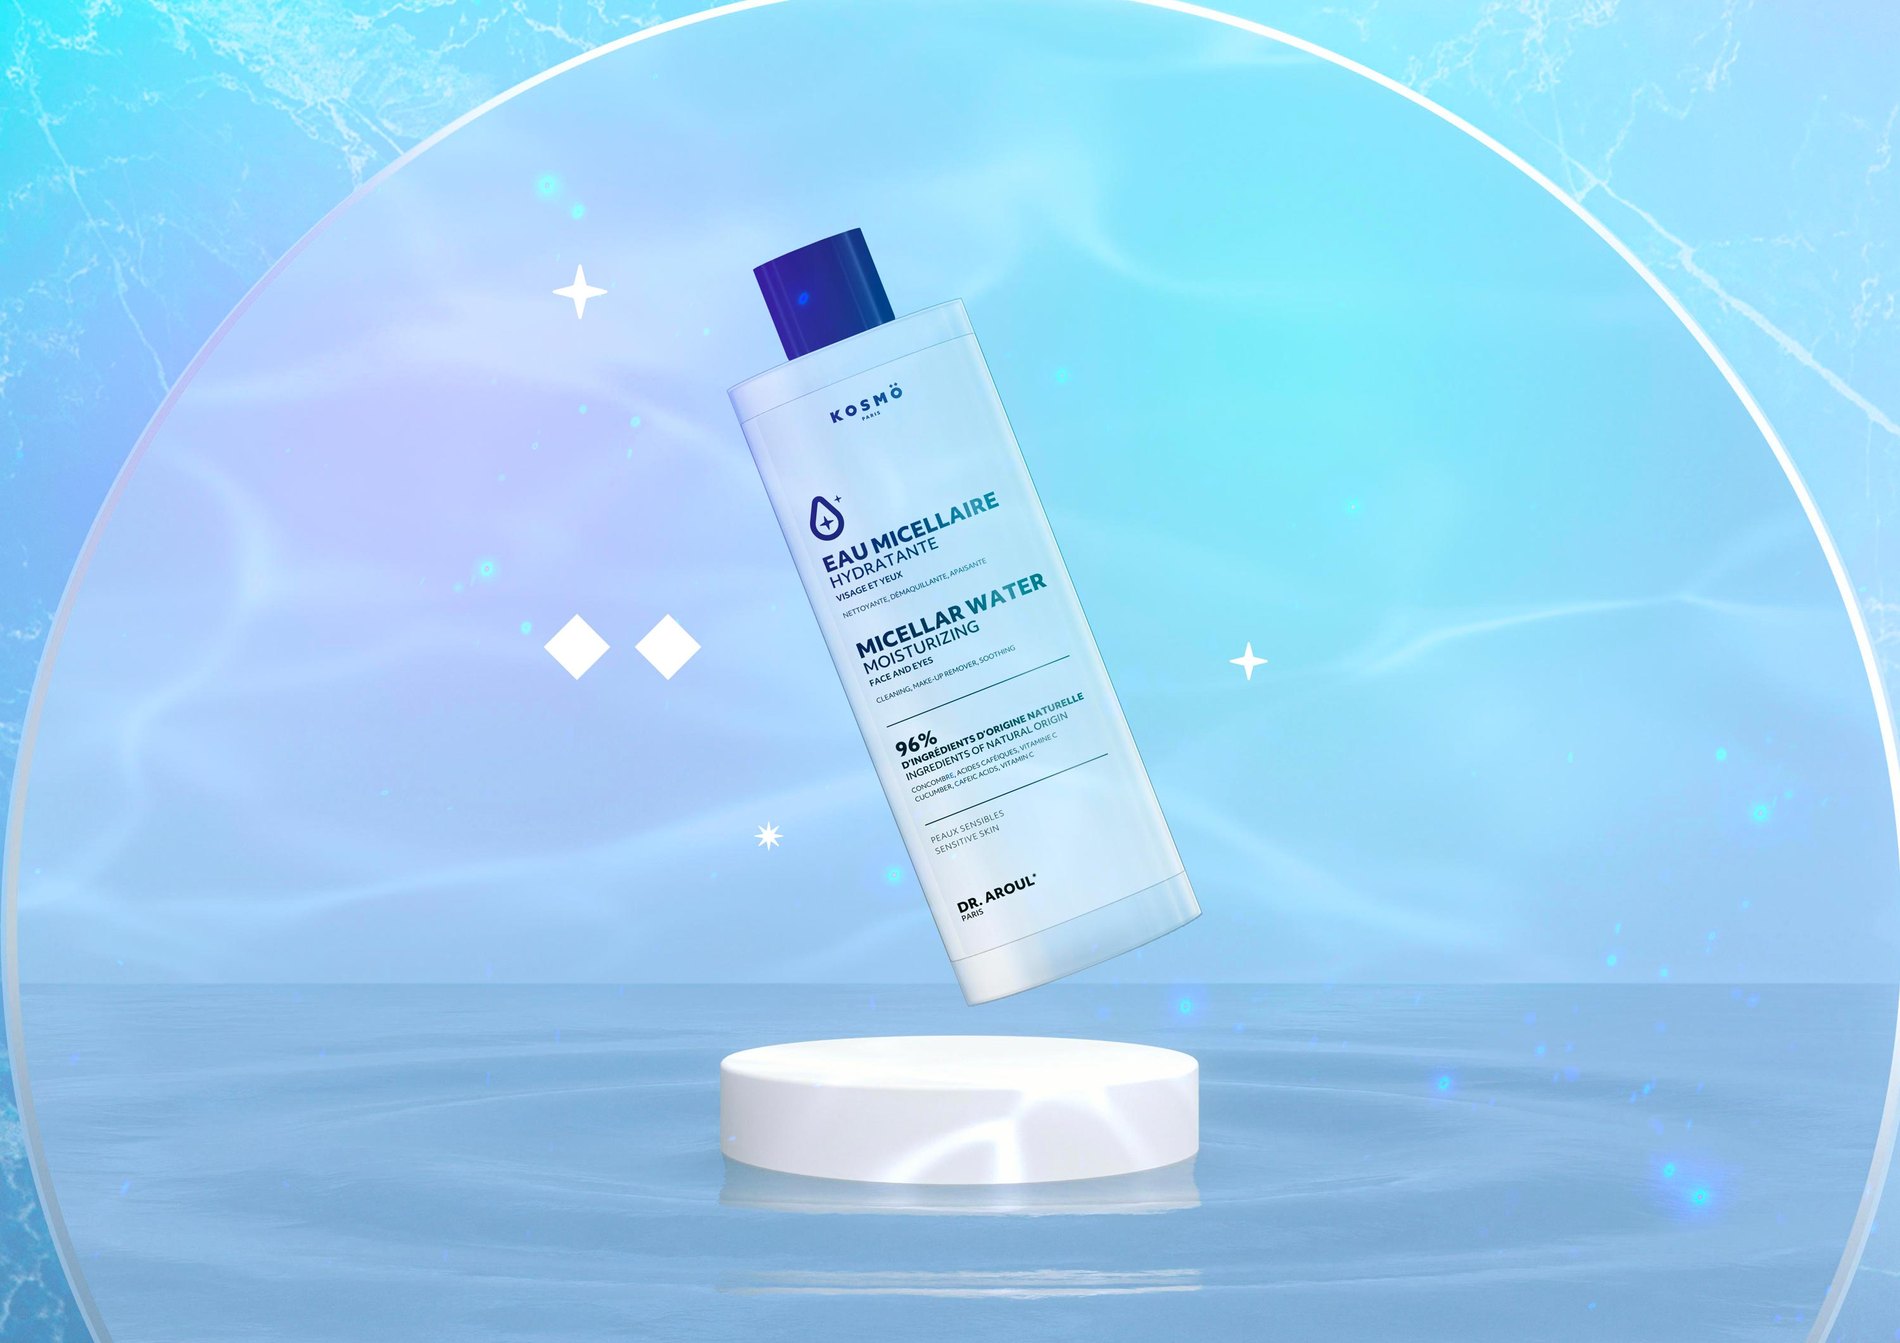 KOSMÖ
PARIS
EAU MICELLAIRE
HYDRATANTE
VISAGE ET YEUX
NETTOYANTE, DÉMAQUILLANTE, APAISANTE
MICELLAR WATER
MOISTURIZING
FACE AND EYES
CLEANING, MAKE-UP REMOVER, SOOTHING
96%
D'INGRÉDIENTS D'ORIGINE NATURELLE
INGREDIENTS OF NATURAL ORIGIN
CONCOMBRE, ACIDES CAFÉIQUES, VITAMINE C
CUCUMBER, CAFEIC ACIDS, VITAMIN C
PEAUX SENSIBLES
SENSITIVE SKIN
DR. AROUL*
PARIS